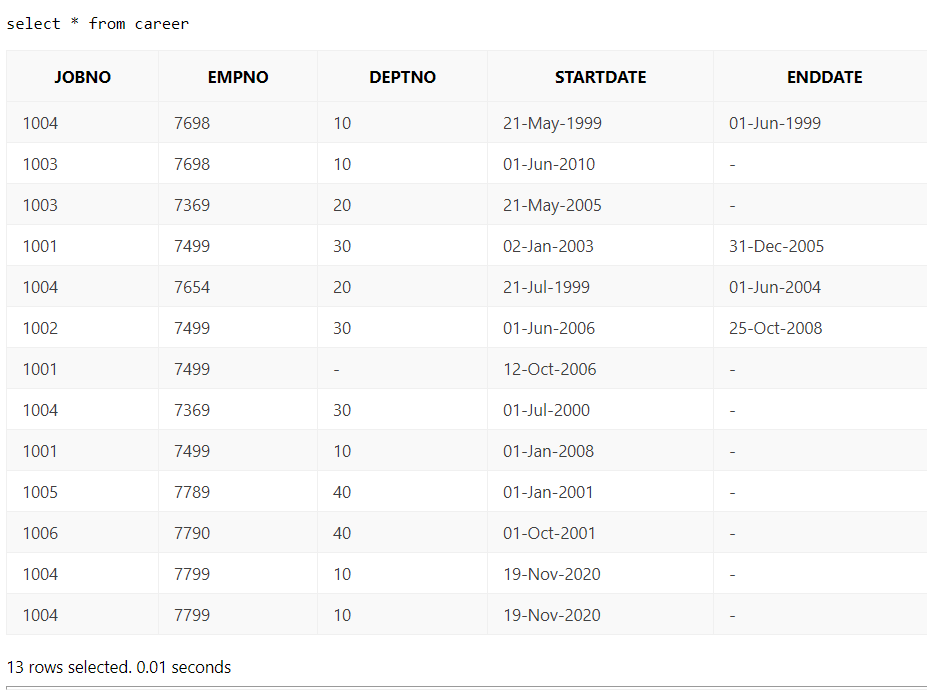 select * from career
JOBNO EMPNO DEPTNO STARTDATE ENDDATE
1004 7698 10 21-May-1999 01-Jun-1999
1003 7698 10 01-Jun-2010 -
1003 7369 20 21-May-2005 -
1001 7499 30 02-Jan-2003 31-Dec-2005
1004 7654 20 21-Jul-1999 01-Jun-2004
1002 7499 30 01-Jun-2006 25-Oct-2008
1001 7499 - 12-Oct-2006 -
1004 7369 30 01-Jul-2000 -
1001 7499 10 01-Jan-2008 -
1005 7789 40 01-Jan-2001 -
1006 7790 40 01-Oct-2001 -
1004 7799 10 19-Nov-2020 -
1004 7799 10 19-Nov-2020 -
13 rows selected. 0.01 seconds